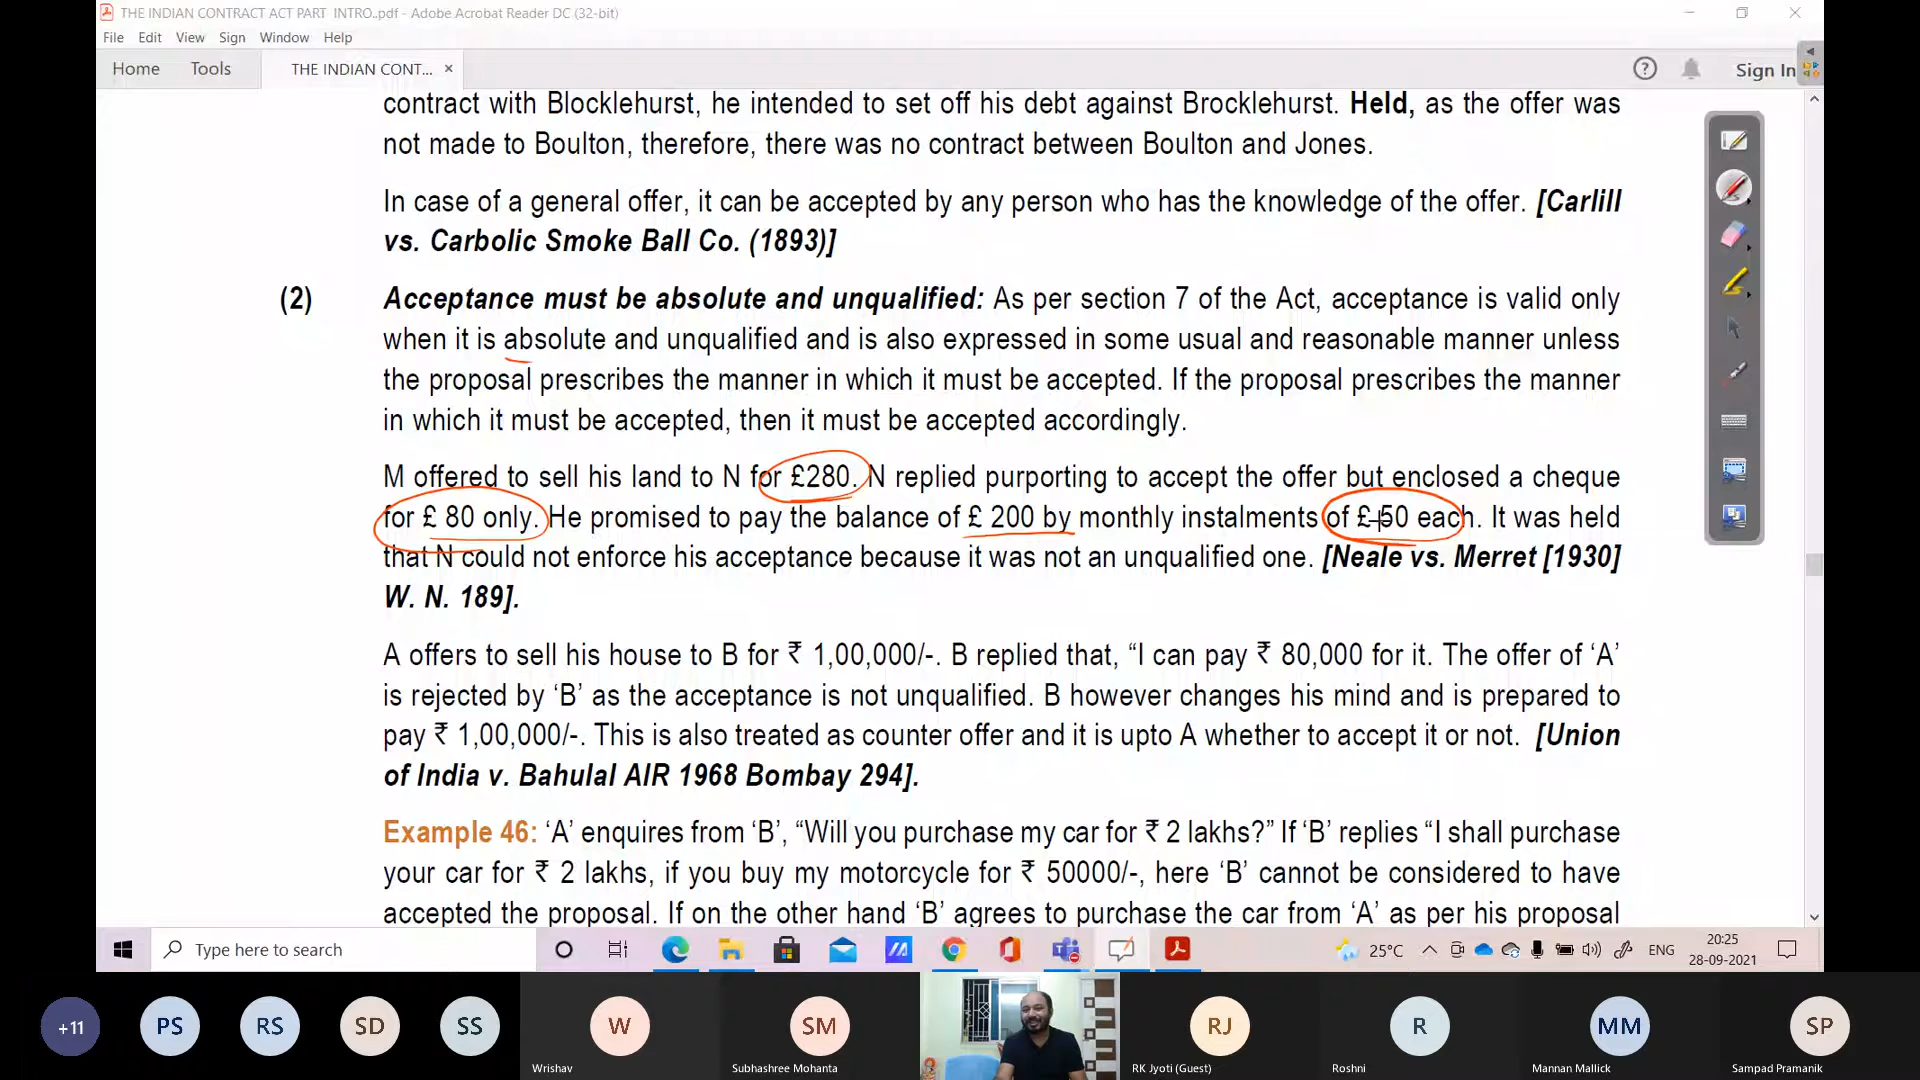 THE INDIAN CONTRACT ACT PART  INTRO..pdf - Adobe Acrobat Reader DC (32-bit)
File Edit View Sign Window Help
Home Tools THE INDIAN CONT... × Sign In
contract with Blocklehurst, he intended to set off his debt against Brocklehurst. Held, as the offer was
not made to Boulton, therefore, there was no contract between Boulton and Jones.
In case of a general offer, it can be accepted by any person who has the knowledge of the offer. [Carlill
vs. Carbolic Smoke Ball Co. (1893)]
(2) Acceptance must be absolute and unqualified: As per section 7 of the Act, acceptance is valid only
when it is absolute and unqualified and is also expressed in some usual and reasonable manner unless
the proposal prescribes the manner in which it must be accepted. If the proposal prescribes the manner
in which it must be accepted, then it must be accepted accordingly.
M offered to sell his land to N for £280. N replied purporting to accept the offer but enclosed a cheque
for £ 80 only. He promised to pay the balance of £ 200 by monthly instalments of £ 50 each. It was held
that N could not enforce his acceptance because it was not an unqualified one. [Neale vs. Merret [1930]
W. N. 189].
A offers to sell his house to B for ₹ 1,00,000/-. B replied that, “I can pay ₹ 80,000 for it. The offer of ‘A’
is rejected by ‘B’ as the acceptance is not unqualified. B however changes his mind and is prepared to
pay ₹ 1,00,000/-. This is also treated as counter offer and it is upto A whether to accept it or not. [Union
of India v. Bahulal AIR 1968 Bombay 294].
Example 46: ‘A’ enquires from ‘B’, “Will you purchase my car for ₹ 2 lakhs?” If ‘B’ replies “I shall purchase
your car for ₹ 2 lakhs, if you buy my motorcycle for ₹ 50000/-, here ‘B’ cannot be considered to have
accepted the proposal. If on the other hand ‘B’ agrees to purchase the car from ‘A’ as per his proposal
Type here to search 25°C ENG 20:25
28-09-2021
+11 PS RS SD SS W SM RJ R MM SP
Wrishav Subhashree Mohanta RK Jyoti (Guest) Roshni Mannan Mallick Sampad Pramanik